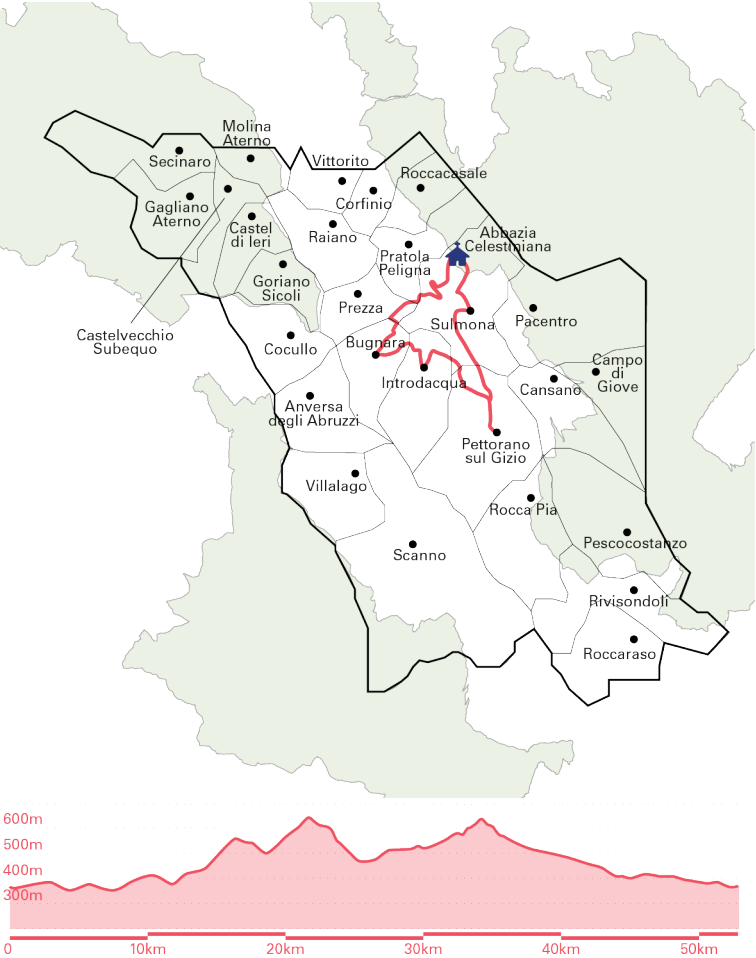 Molina
Aterno
Secinaro
Vittorito
Roccacasale
Corfinio
Gagliano
Aterno
Castel
di Ieri
Raiano
Abbazia
Celestiniana
Pratola
Peligna
Goriano
Sicoli
Prezza
Sulmona
Pacentro
Castelvecchio
Subequo
Cocullo
Bugnara
Introdacqua
Campo
di
Giove
Cansano
Anversa
degli Abruzzi
Pettorano
sul Gizio
Villalago
Rocca Pia
Scanno
Pescocostanzo
Rivisondoli
Roccaraso
600m
500m
400m
300m
0 10km 20km 30km 40km 50km